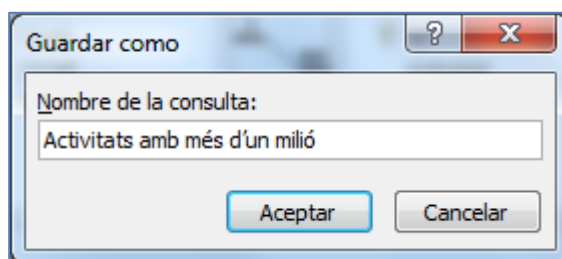 Guardar como
Nombre de la consulta:
Activitats amb més d'un milió
Aceptar
Cancelar